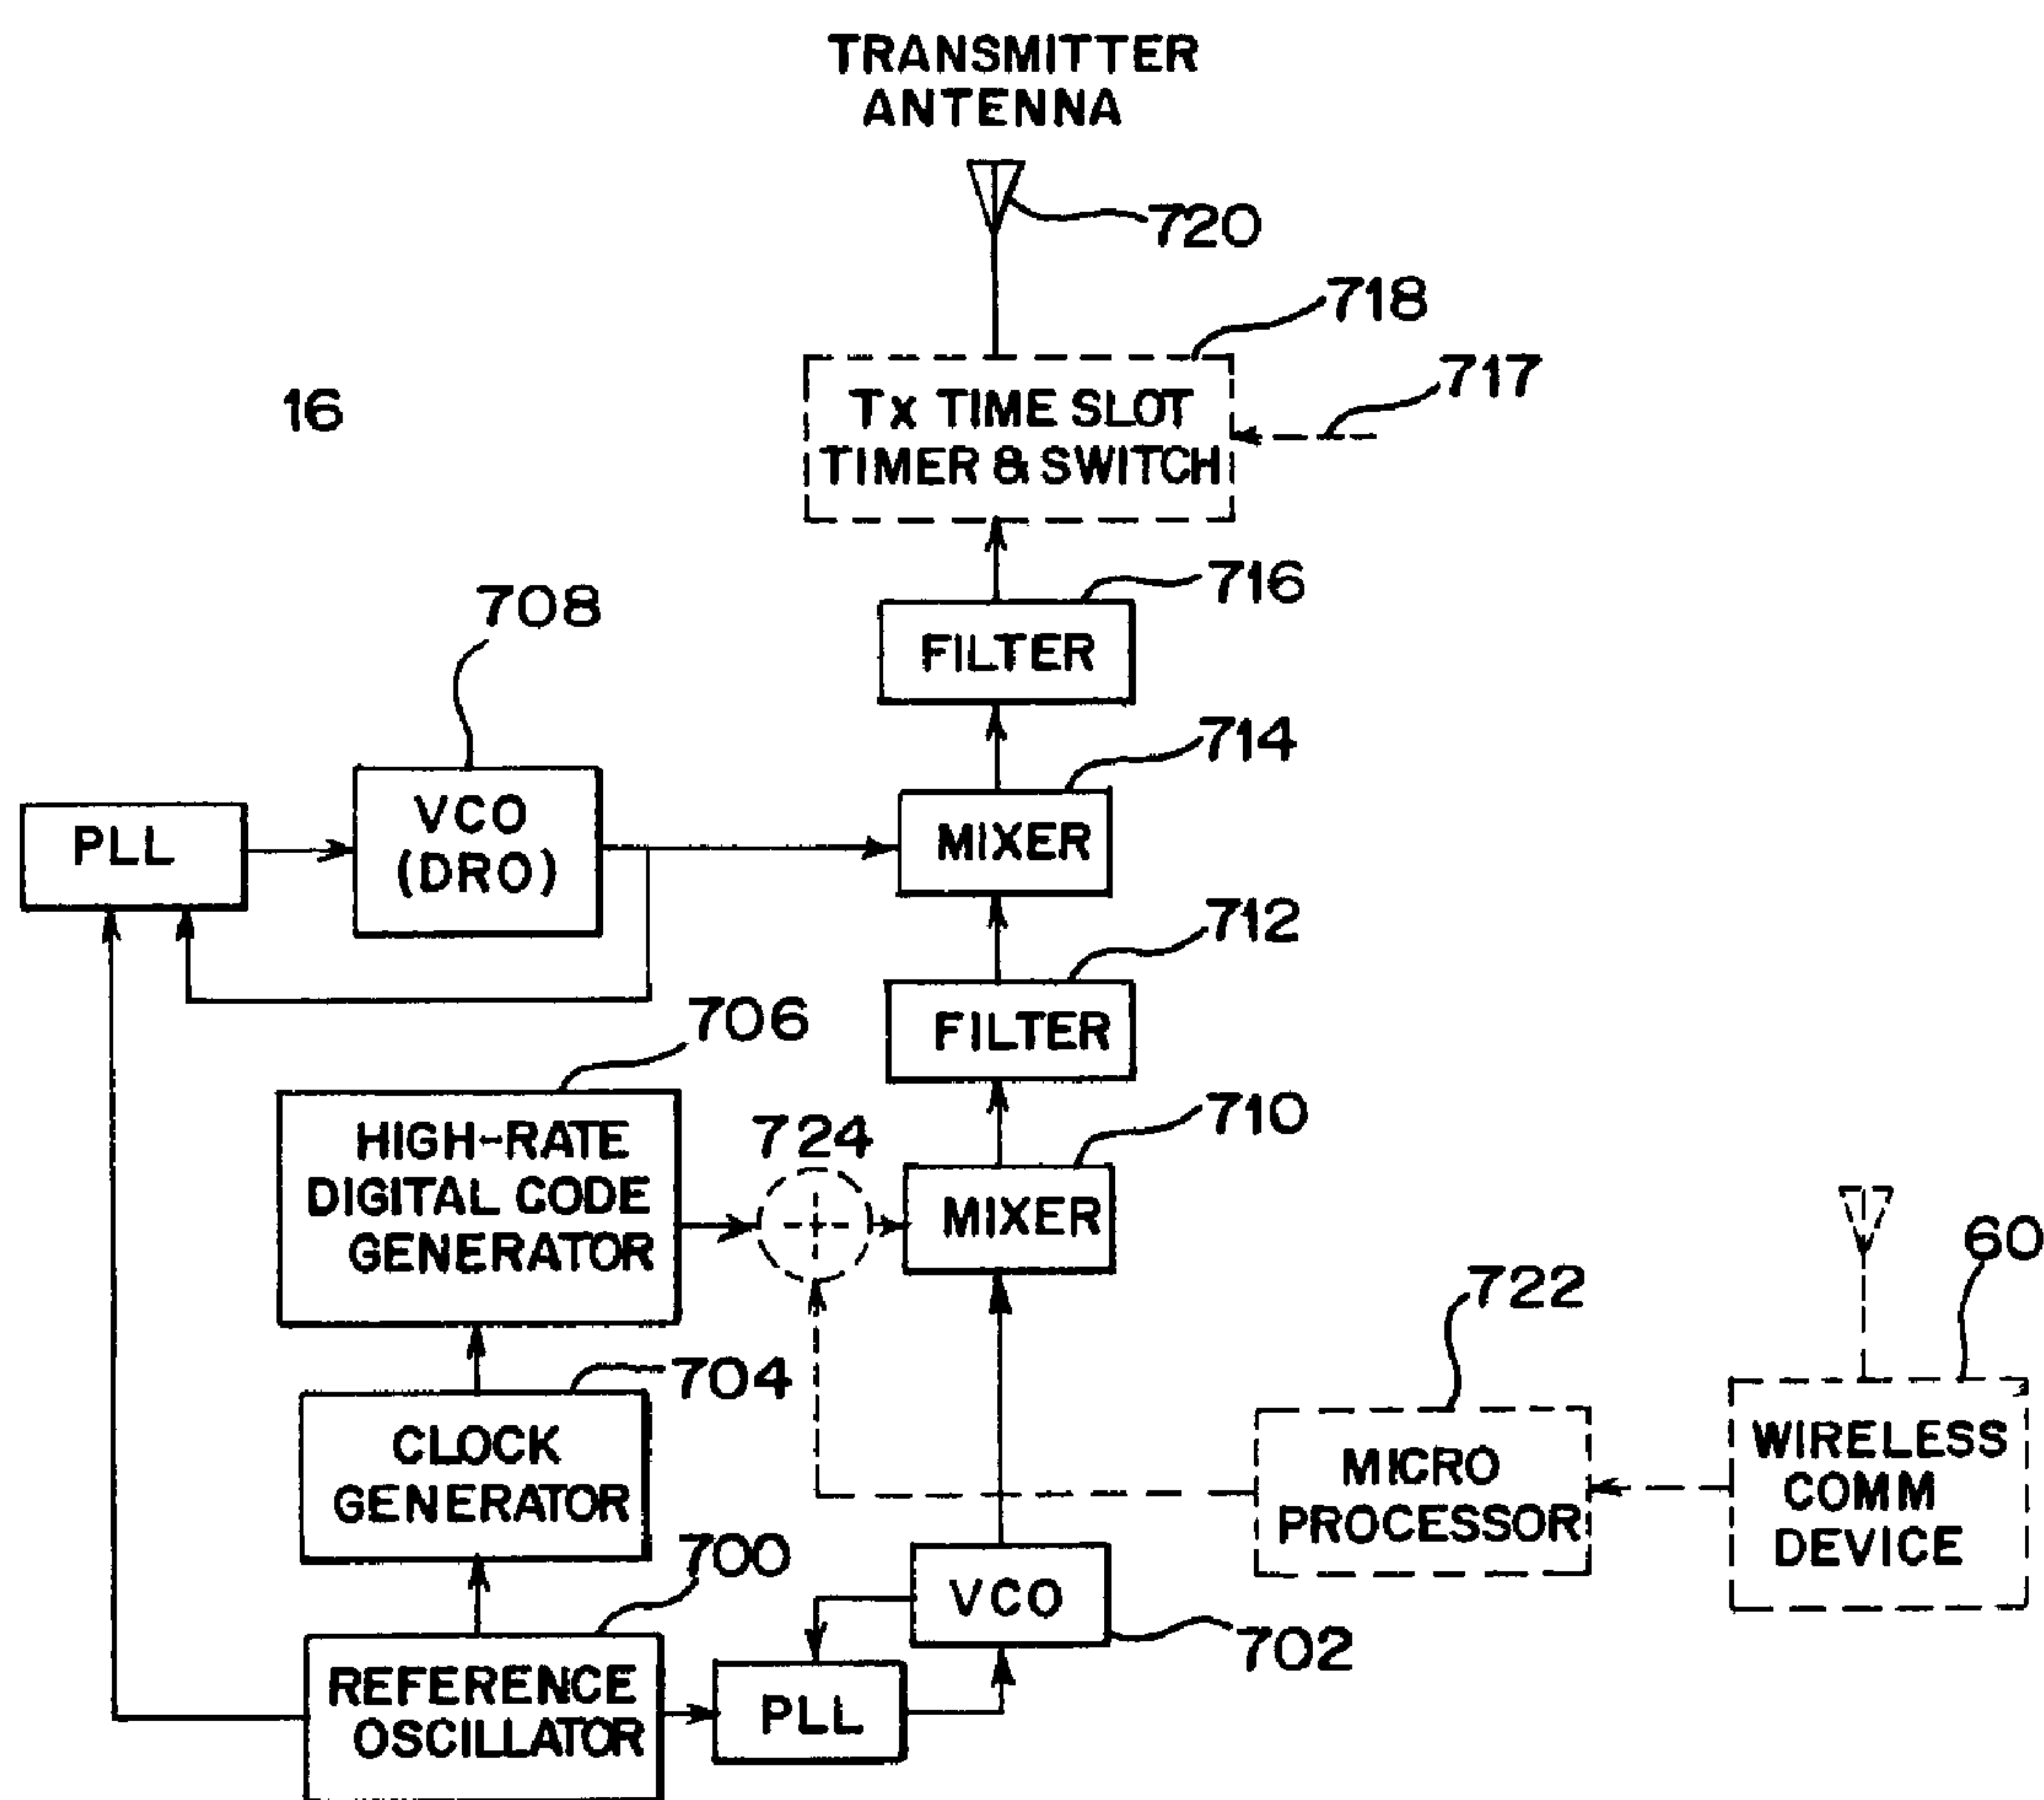 TRANSMITTER
ANTENNA
720
718
717
16
Tx TIME SLOT
TIMER & SWITCH
716
708
FILTER
714
PLL
VCO
(DRO)
MIXER
712
706
FILTER
710
724
HIGH-RATE
DIGITAL CODE
GENERATOR
MIXER
60
722
704
CLOCK
GENERATOR
MICRO
PROCESSOR
WIRELESS
COMM
DEVICE
700
VCO
702
REFERENCE
OSCILLATOR
PLL